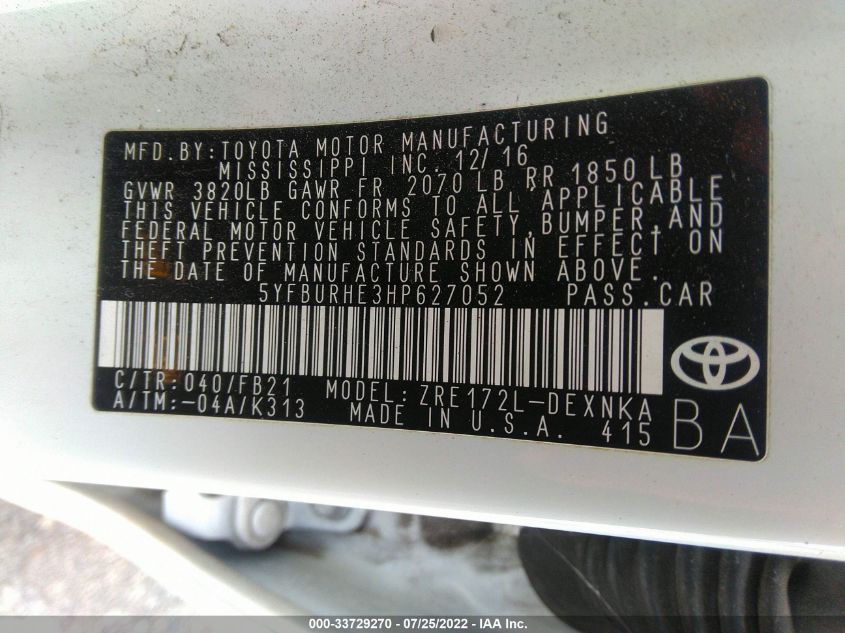 MFD.BY:TOYOTA MOTOR MANUFACTURING
MISSISSIPPI INC. 12/16
GVWR 3820LB GAWR FR 2070 LB RR 1850 LB
THIS VEHICLE CONFORMS TO ALL APPLICABLE
FEDERAL MOTOR VEHICLE SAFETY,BUMPER,AND
THEFT PREVENTION STANDARDS IN EFFECT ON
THE DATE OF MANUFACTURE SHOWN ABOVE.
5YFBURHE3HP627052 PASS.CAR
C/TR:040/FB21 MODEL:ZRE172L-DEXNKA
A/TM:-04A/K313 MADE IN U.S.A. 415
BA
000-33729270 - 07/25/2022 - IAA Inc.